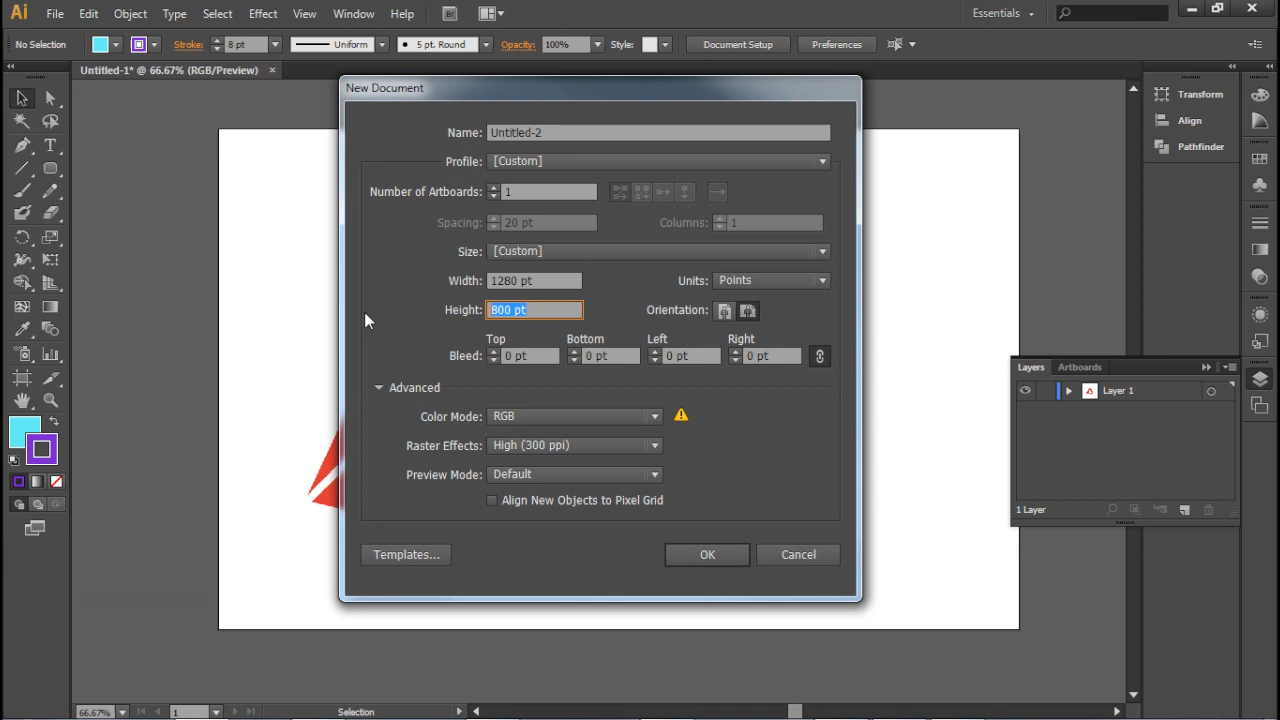 Ai File Edit Object Type Select Effect View Window Help Br Essentials
No Selection Stroke: 8 pt Uniform 5 pt. Round Opacity: 100% Style: Document Setup Preferences
Untitled-1* @ 66.67% (RGB/Preview)
New Document
Name: Untitled-2
Profile: [Custom]
Number of Artboards: 1
Spacing: 20 pt Columns: 1
Size: [Custom]
Width: 1280 pt Units: Points
Height: 800 pt Orientation:
Top Bottom Left Right
Bleed: 0 pt 0 pt 0 pt 0 pt
Advanced
Color Mode: RGB
Raster Effects: High (300 ppi)
Preview Mode: Default
Align New Objects to Pixel Grid
Templates... OK Cancel
Transform
Align
Pathfinder
Layers Artboards
Layer 1
1 Layer
66.67% 1 Selection